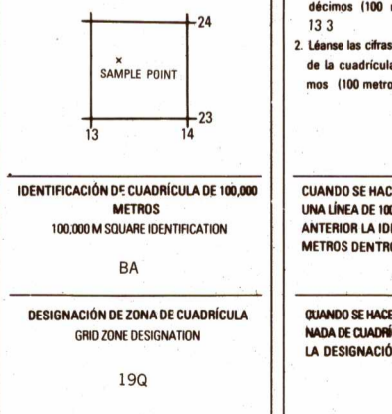 24
×
SAMPLE POINT
23
13 14
IDENTIFICACIÓN DE CUADRÍCULA DE 100,000
METROS
100,000 M SQUARE IDENTIFICATION
BA
DESIGNACIÓN DE ZONA DE CUADRÍCULA
GRID ZONE DESIGNATION
19Q
décimos (100
13 3
2. Léanse las cifras
de la cuadrícula
mos (100 metro
CUANDO SE HAC
UNA LÍNEA DE 100
ANTERIOR LA IDE
METROS DENTRO
CUANDO SE HACE
NADA DE CUADRÍ
LA DESIGNACIÓ